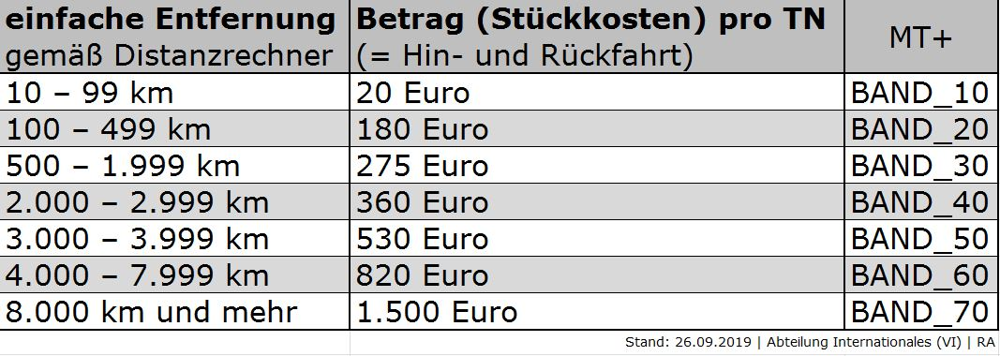 einfache Entfernung Betrag (Stückkosten) pro TN MT+
gemäß Distanzrechner (= Hin- und Rückfahrt)
10 – 99 km 20 Euro BAND_10
100 – 499 km 180 Euro BAND_20
500 – 1.999 km 275 Euro BAND_30
2.000 – 2.999 km 360 Euro BAND_40
3.000 – 3.999 km 530 Euro BAND_50
4.000 – 7.999 km 820 Euro BAND_60
8.000 km und mehr 1.500 Euro BAND_70
Stand: 26.09.2019 | Abteilung Internationales (VI) | RA